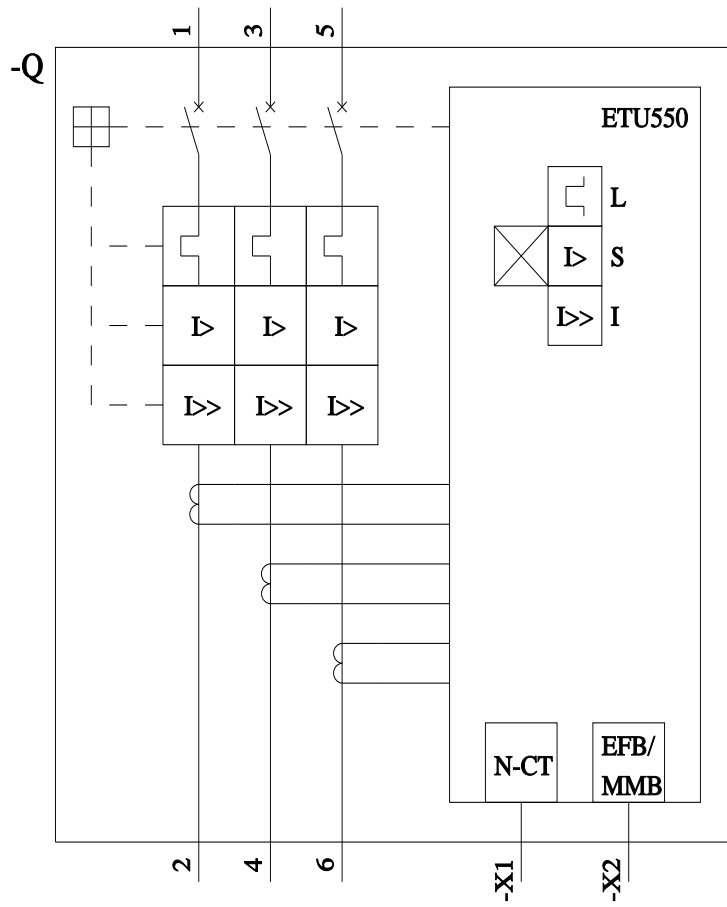 1 3 5
-Q
ETU550
L
I> S
I>> I
I> I> I>
I>> I>> I>>
N-CT
EFB/
MMB
2 4 6
-X1 -X2